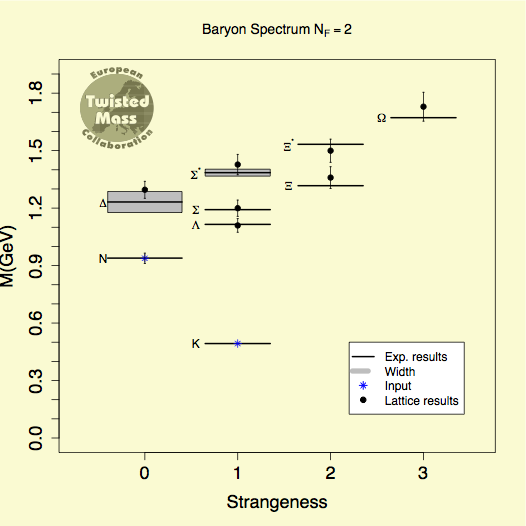 Baryon Spectrum N_F = 2
European
Twisted
Mass
Collaboration
M(GeV)
1.8
1.5
1.2
0.9
0.6
0.3
0.0
Ω
Ξ*
Ξ
Σ*
Σ
Λ
Δ
N
K
Exp. results
Width
Input
Lattice results
0 1 2 3
Strangeness